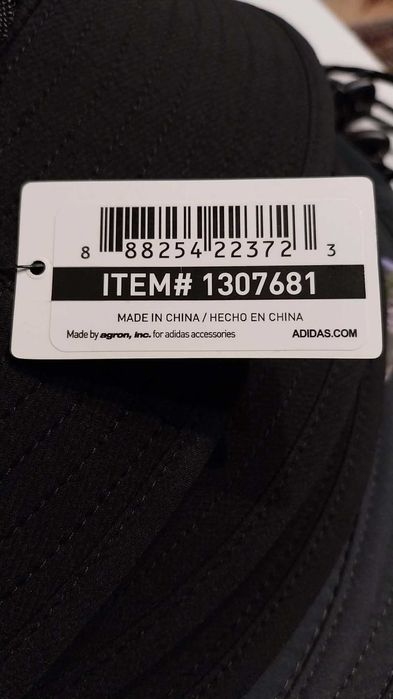 8 88254 22372 3
ITEM# 1307681
MADE IN CHINA / HECHO EN CHINA
Made by agron, inc. for adidas accessories ADIDAS.COM